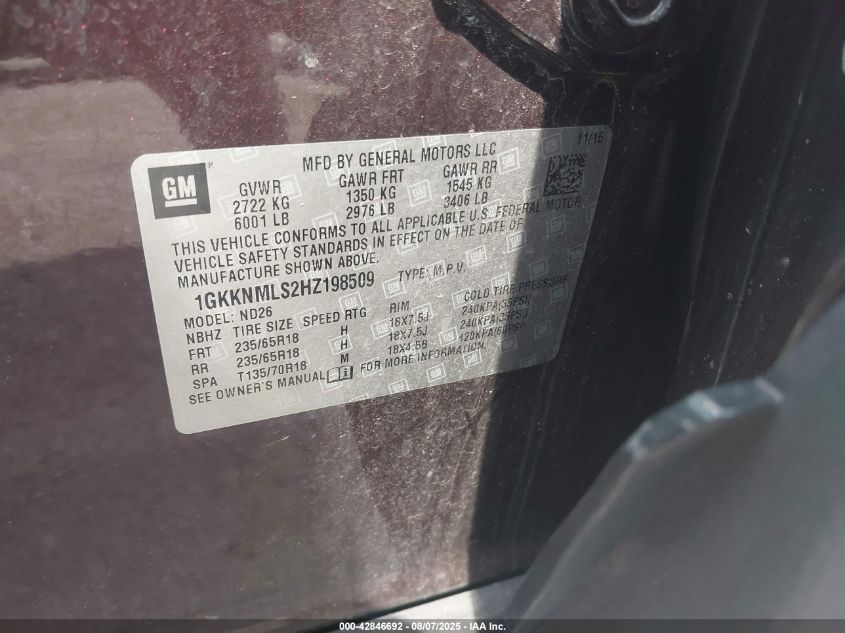 11/16
MFD BY GENERAL MOTORS LLC
GM
GVWR GAWR FRT GAWR RR
2722 KG 1350 KG 1545 KG
6001 LB 2976 LB 3406 LB
THIS VEHICLE CONFORMS TO ALL APPLICABLE U.S. FEDERAL MOTOR
VEHICLE SAFETY STANDARDS IN EFFECT ON THE DATE OF
MANUFACTURE SHOWN ABOVE.
1GKKNMLS2HZ198509 TYPE: M.P.V.
MODEL: ND26
NBHZ TIRE SIZE SPEED RTG RIM COLD TIRE PRESSURE
FRT 235/65R18 H 18X7.5J 240KPA(35PSI)
RR 235/65R18 H 18X7.5J 240KPA(35PSI)
SPA T135/70R18 M 18X4.5B 420KPA(60PSI)
SEE OWNER'S MANUAL FOR MORE INFORMATION.
000-42846692 - 08/07/2025 - IAA Inc.